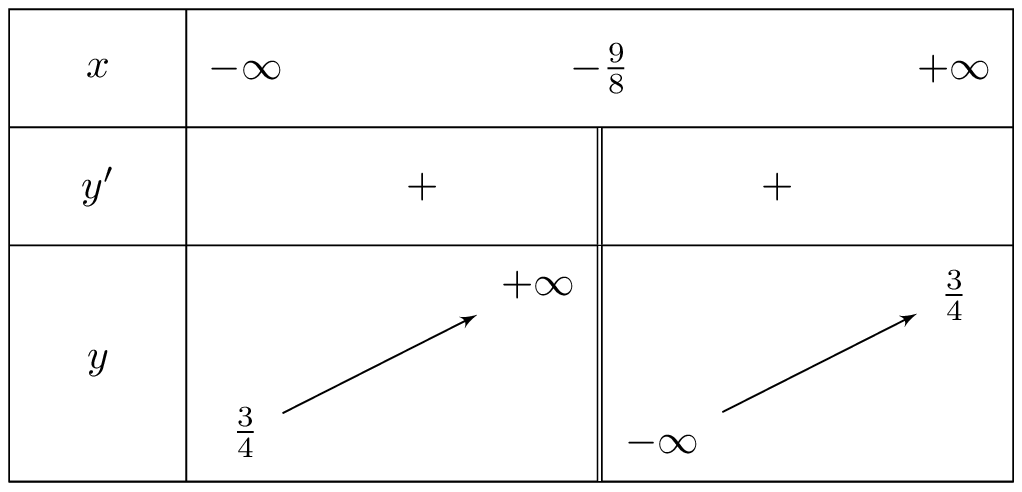 x −∞ −9/8 +∞
y′ + +
+∞ 3/4
y
3/4 −∞